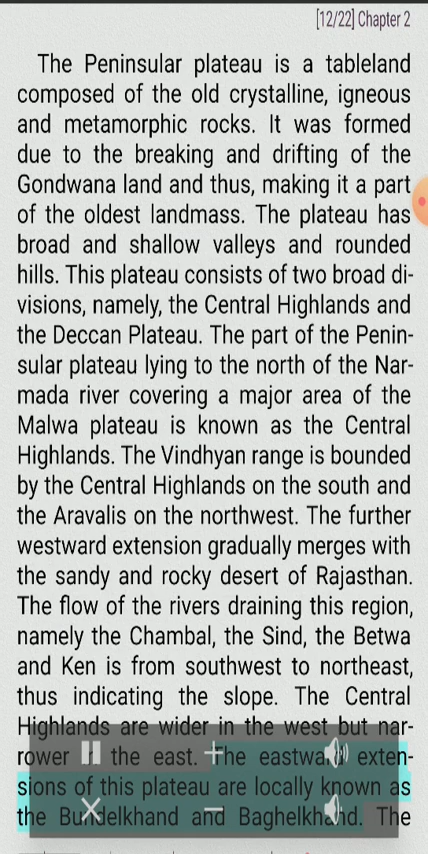 [12/22] Chapter 2
The Peninsular plateau is a tableland
composed of the old crystalline, igneous
and metamorphic rocks. It was formed
due to the breaking and drifting of the
Gondwana land and thus, making it a part
of the oldest landmass. The plateau has
broad and shallow valleys and rounded
hills. This plateau consists of two broad di-
visions, namely, the Central Highlands and
the Deccan Plateau. The part of the Penin-
sular plateau lying to the north of the Nar-
mada river covering a major area of the
Malwa plateau is known as the Central
Highlands. The Vindhyan range is bounded
by the Central Highlands on the south and
the Aravalis on the northwest. The further
westward extension gradually merges with
the sandy and rocky desert of Rajasthan.
The flow of the rivers draining this region,
namely the Chambal, the Sind, the Betwa
and Ken is from southwest to northeast,
thus indicating the slope. The Central
Highlands are wider in the west but nar-
rower in the east. The eastward exten-
sions of this plateau are locally known as
the Bundelkhand and Baghelkhand. The